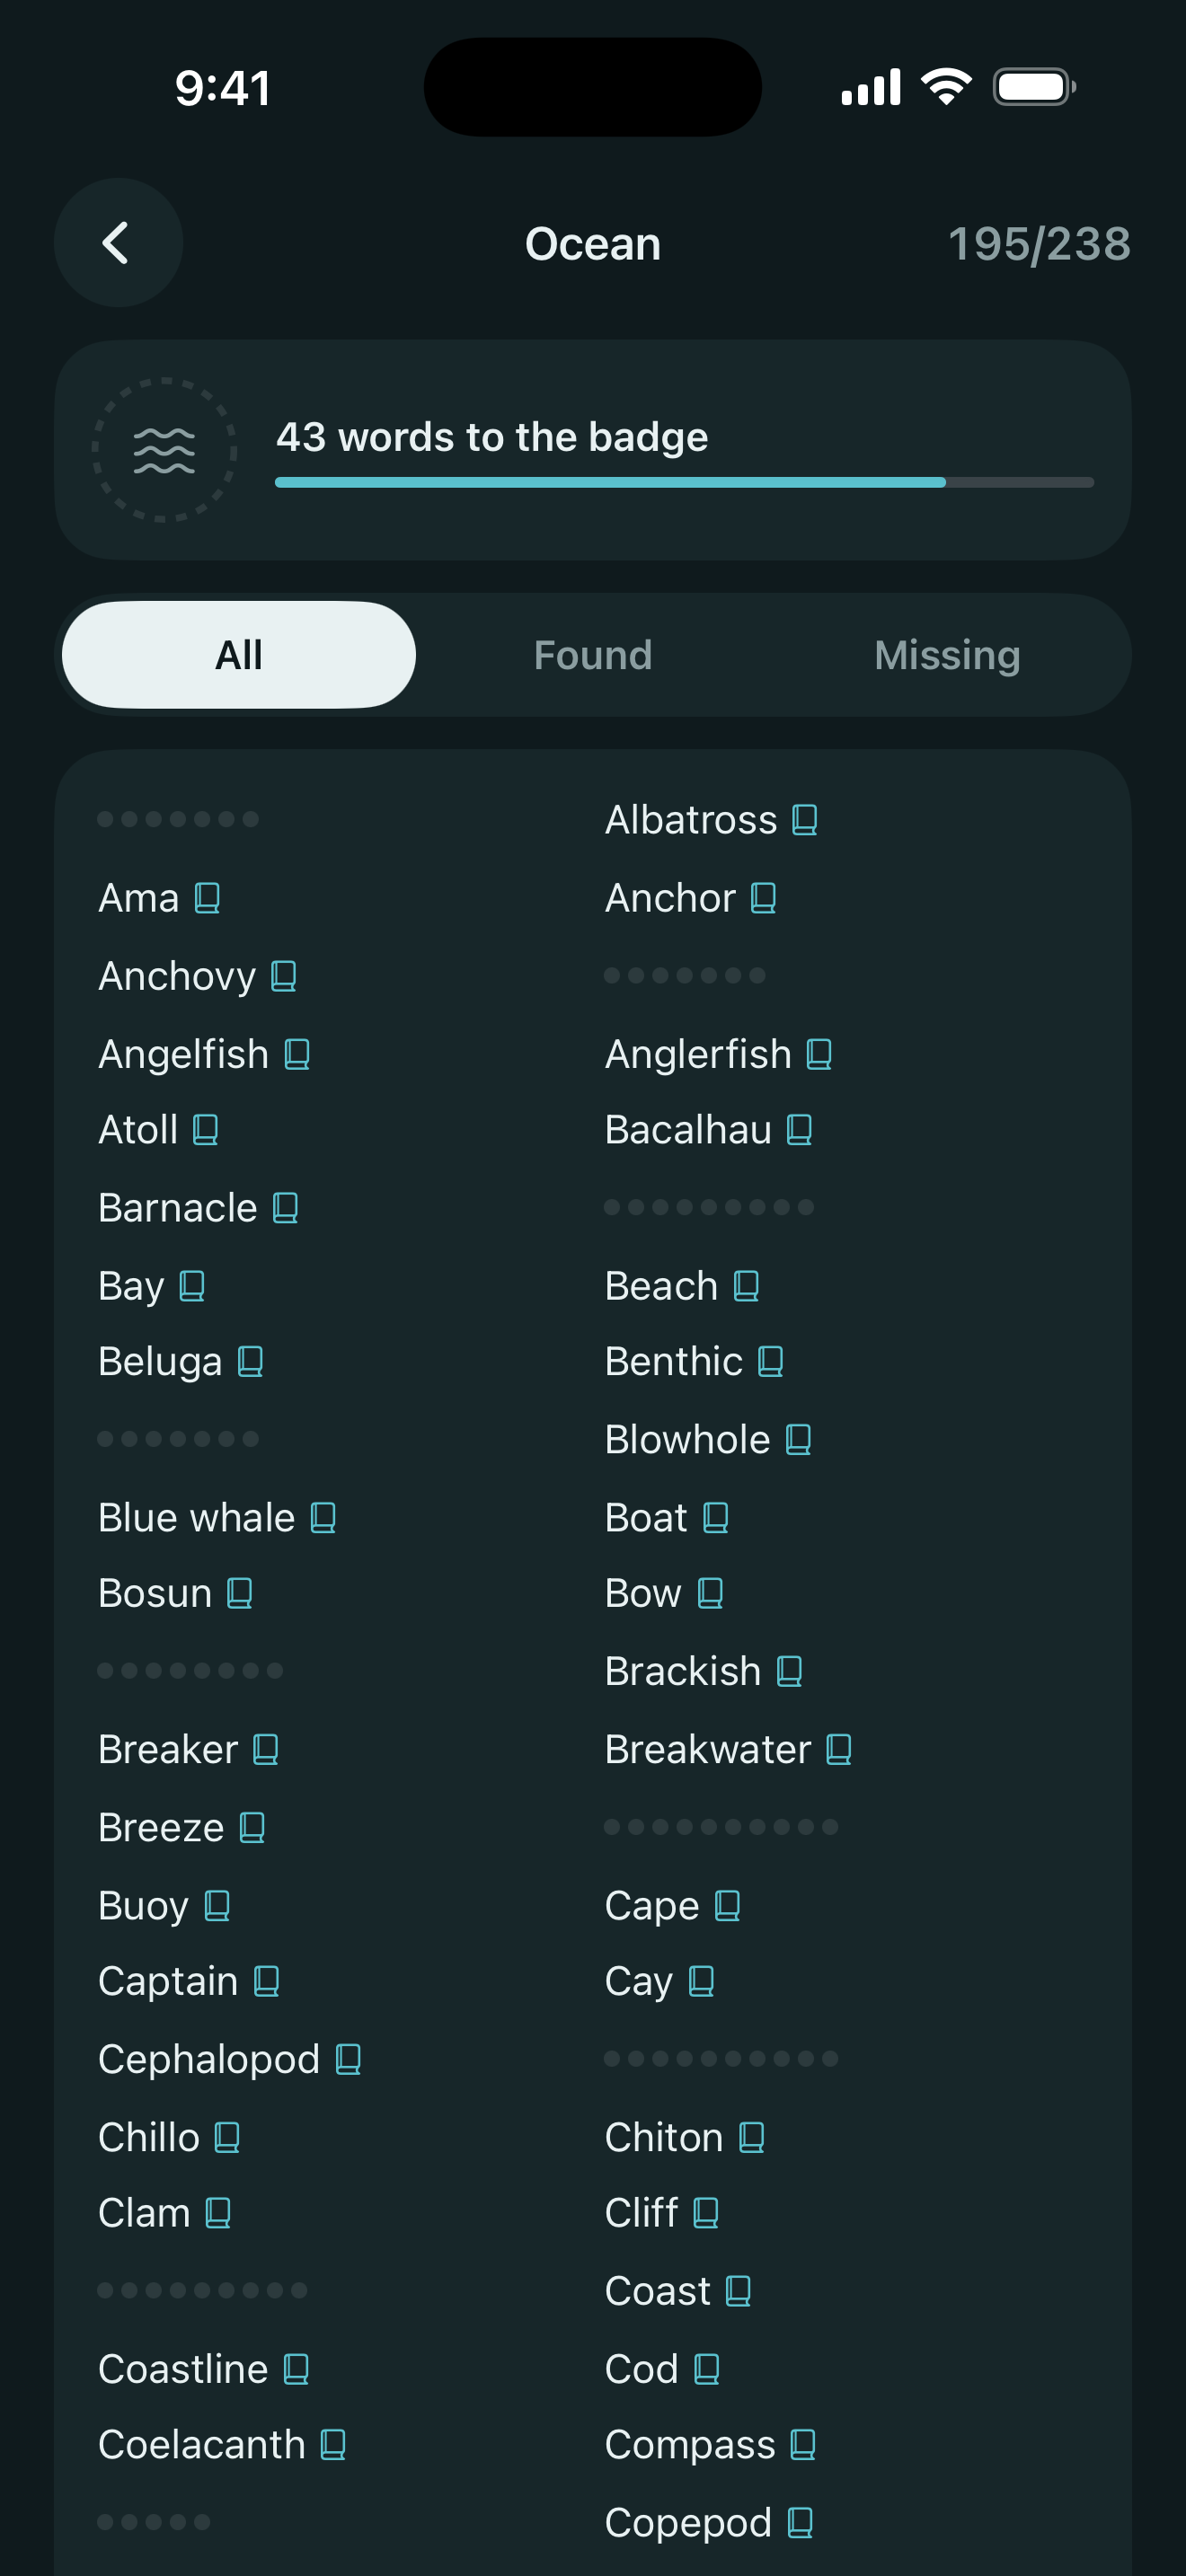 9:41
Ocean
195/238
43 words to the badge
All
Found
Missing
Albatross
Ama
Anchor
Anchovy
Angelfish
Anglerfish
Atoll
Bacalhau
Barnacle
Bay
Beach
Beluga
Benthic
Blowhole
Blue whale
Boat
Bosun
Bow
Brackish
Breaker
Breakwater
Breeze
Buoy
Cape
Captain
Cay
Cephalopod
Chillo
Chiton
Clam
Cliff
Coast
Coastline
Cod
Coelacanth
Compass
Copepod